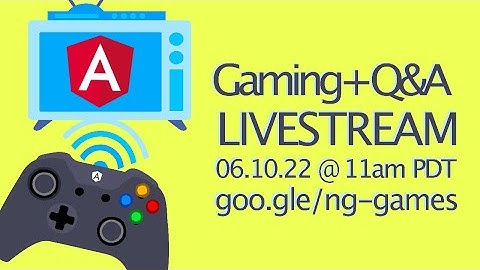 A
Gaming+Q&A
LIVESTREAM
06.10.22 @ 11am PDT
goo.gle/ng-games